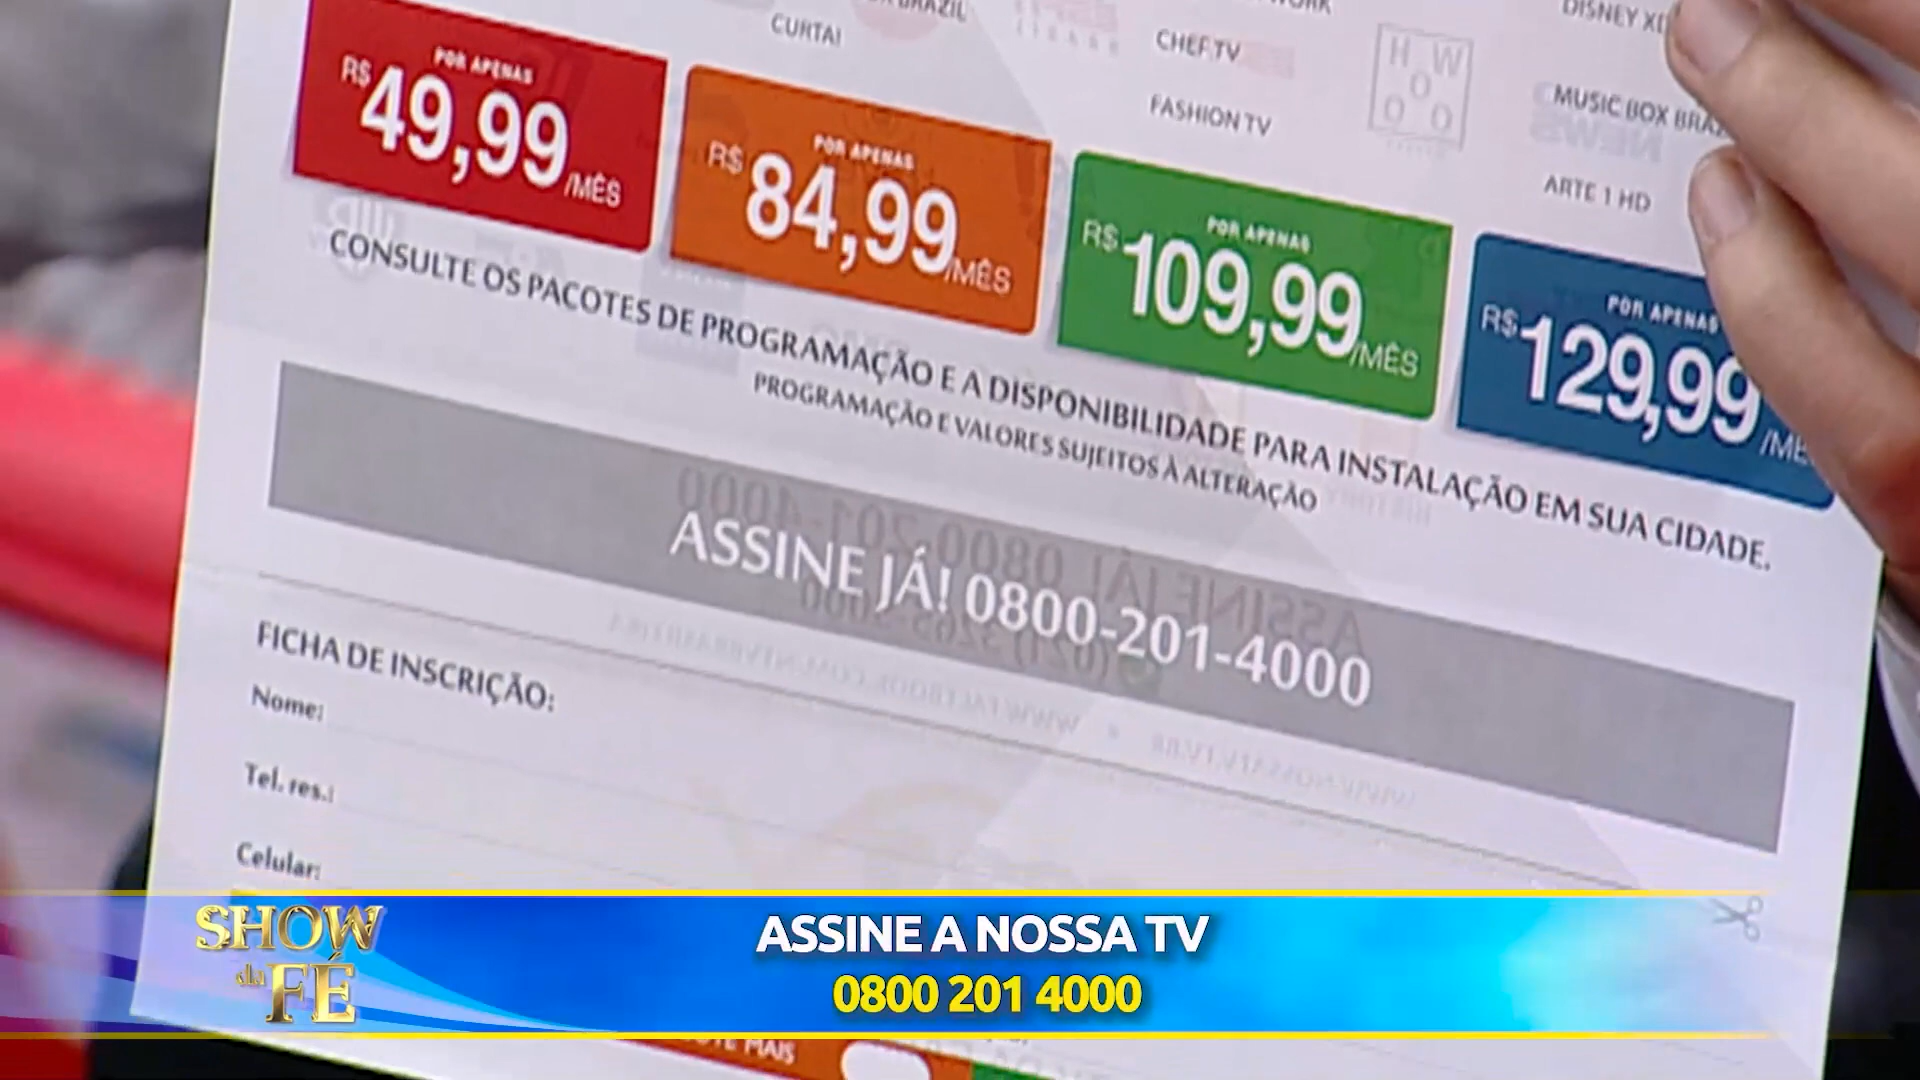 CURTA!
CHEF TV
DISNEY XD
H W
O
O O
FASHION TV
MUSIC BOX
ARTE 1 HD
POR APENAS
R$ 49,99 /MÊS
POR APENAS
R$ 84,99 /MÊS
POR APENAS
R$ 109,99 /MÊS
POR APENAS
R$ 129,99
CONSULTE OS PACOTES DE PROGRAMAÇÃO E A DISPONIBILIDADE PARA INSTALAÇÃO EM SUA CIDADE.
PROGRAMAÇÃO E VALORES SUJEITOS À ALTERAÇÃO
ASSINE JÁ! 0800-201-4000
FICHA DE INSCRIÇÃO:
Nome:
Tel. res.:
Celular:
SHOW
da FÉ
ASSINE A NOSSA TV
0800 201 4000
MAIS